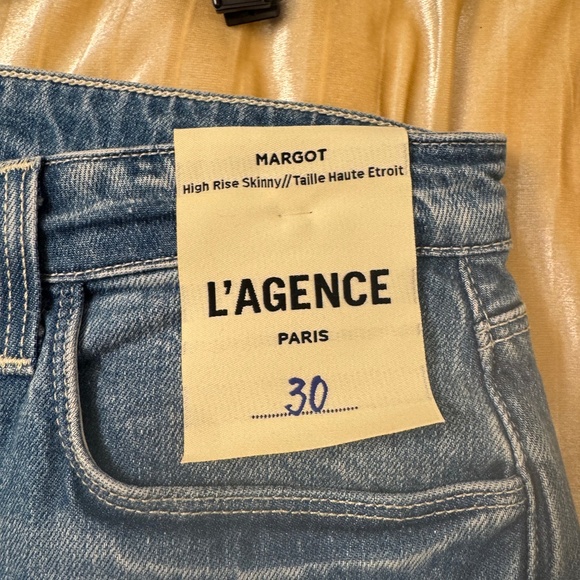 MARGOT
High Rise Skinny//Taille Haute Etroit
L'AGENCE
PARIS
30